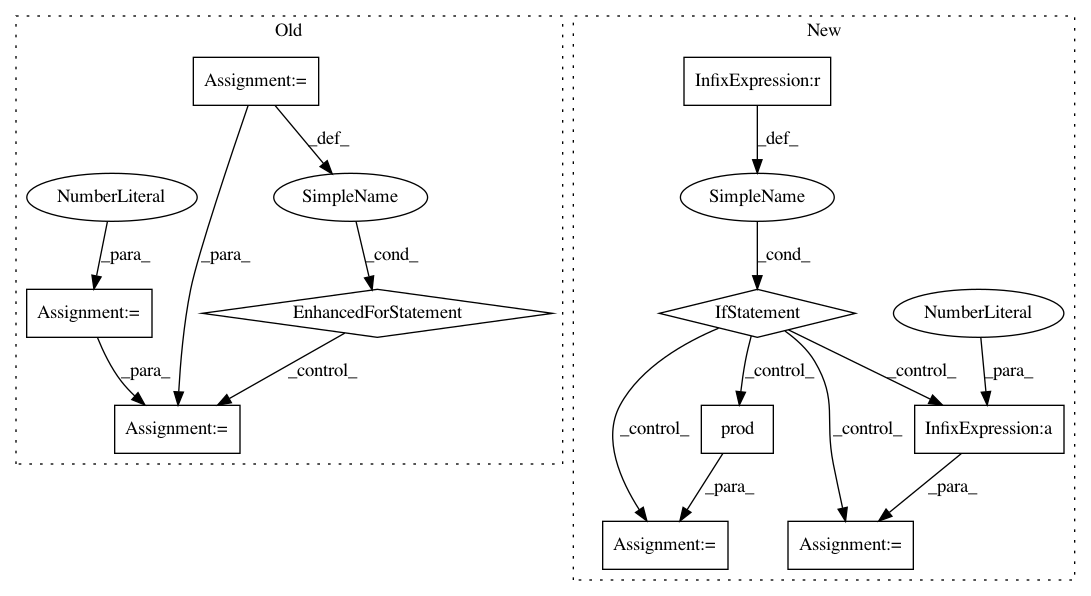 Old
New
Assignment:=
InfixExpression:r
_def_
_def_
NumberLiteral
SimpleName
SimpleName
_para_
_para_
_cond_
_cond_
Assignment:=
EnhancedForStatement
IfStatement
NumberLiteral
_para_
_control_
_control_
_control_
_para_
Assignment:=
_control_
prod
_control_
InfixExpression:a
_para_
_para_
Assignment:=
Assignment:=